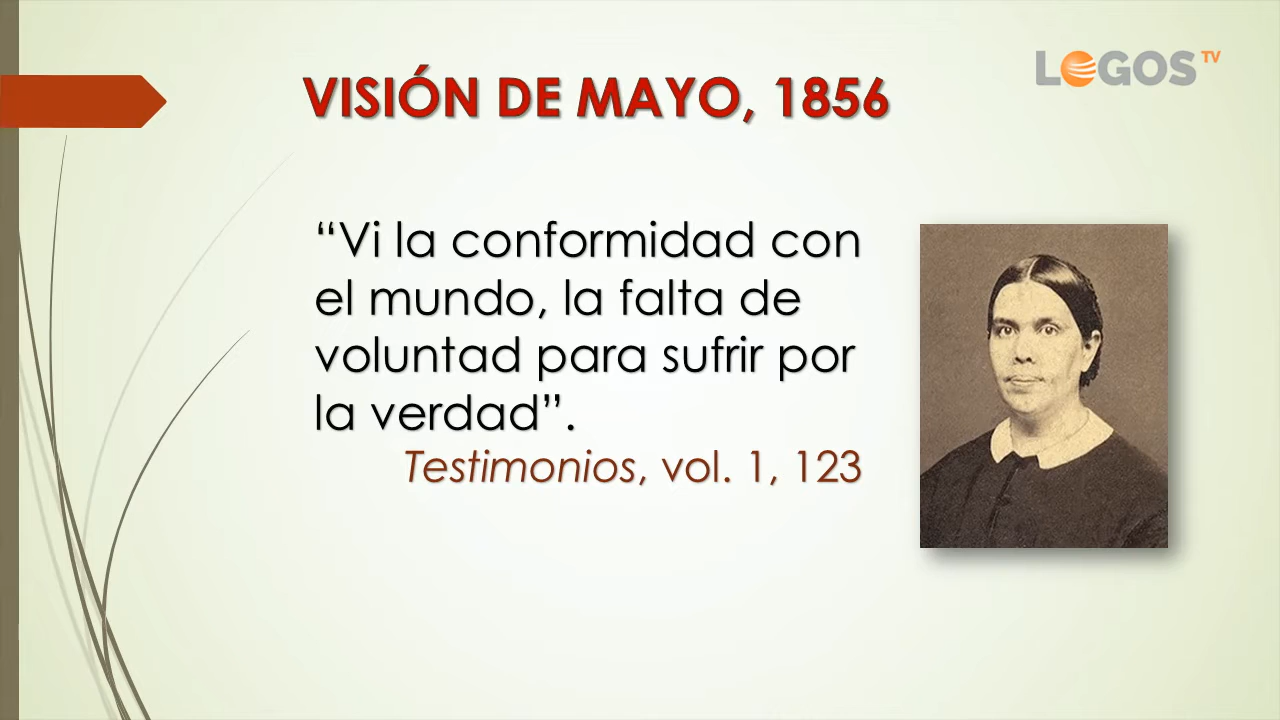 LOGOS TV
VISIÓN DE MAYO, 1856
“Vi la conformidad con
el mundo, la falta de
voluntad para sufrir por
la verdad”.
Testimonios, vol. 1, 123